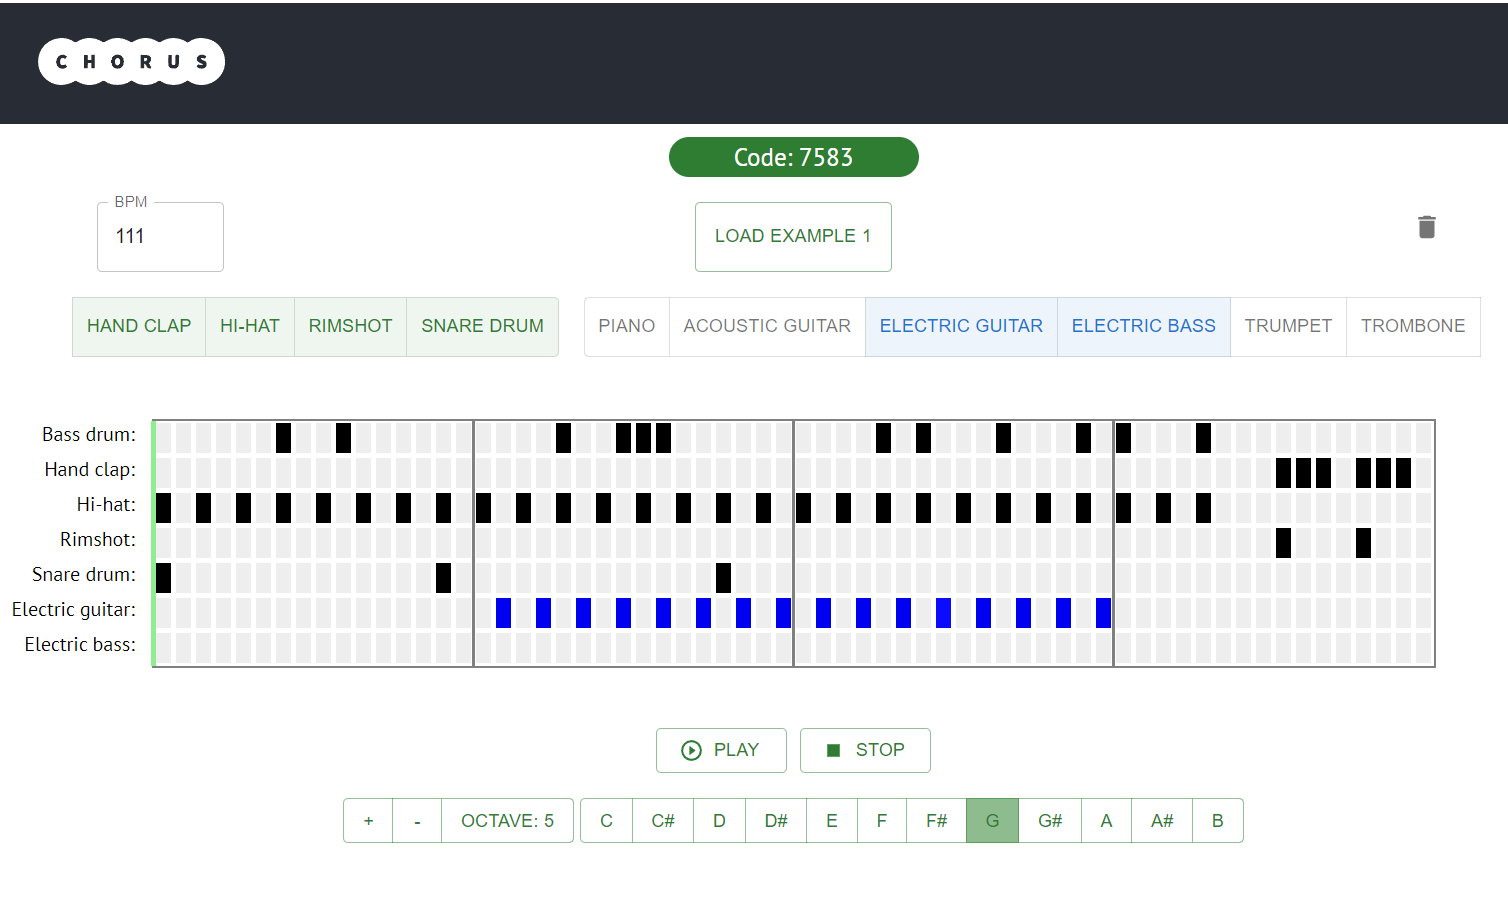 CHORUS
Code: 7583
BPM
111
LOAD EXAMPLE 1
HAND CLAP HI-HAT RIMSHOT SNARE DRUM PIANO ACOUSTIC GUITAR ELECTRIC GUITAR ELECTRIC BASS TRUMPET TROMBONE
Bass drum:
Hand clap:
Hi-hat:
Rimshot:
Snare drum:
Electric guitar:
Electric bass:
PLAY STOP
+ - OCTAVE: 5 C C# D D# E F F# G G# A A# B